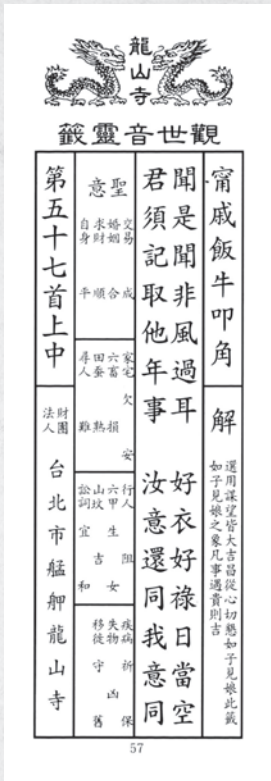 龍山寺
觀世音靈籤
甯戚飯牛叩角
解
選用謀望皆大吉昌從心切懇如子見娘此籤
如子見娘之象凡事遇貴則吉
聞是聞非風過耳 好衣好祿日當空
君須記取他年事 汝意還同我意同
聖意
交易 成
婚姻 合
求財 順
自身 平
家宅 欠安
六畜 損
田蚕 熟
尋人 難
行人 阻
六甲 生女
山坟 吉
訟詞 宜和
疾病 祈保
失物 凶
移徙 守舊
第五十七首上中
財團法人
台北市艋舺龍山寺
57